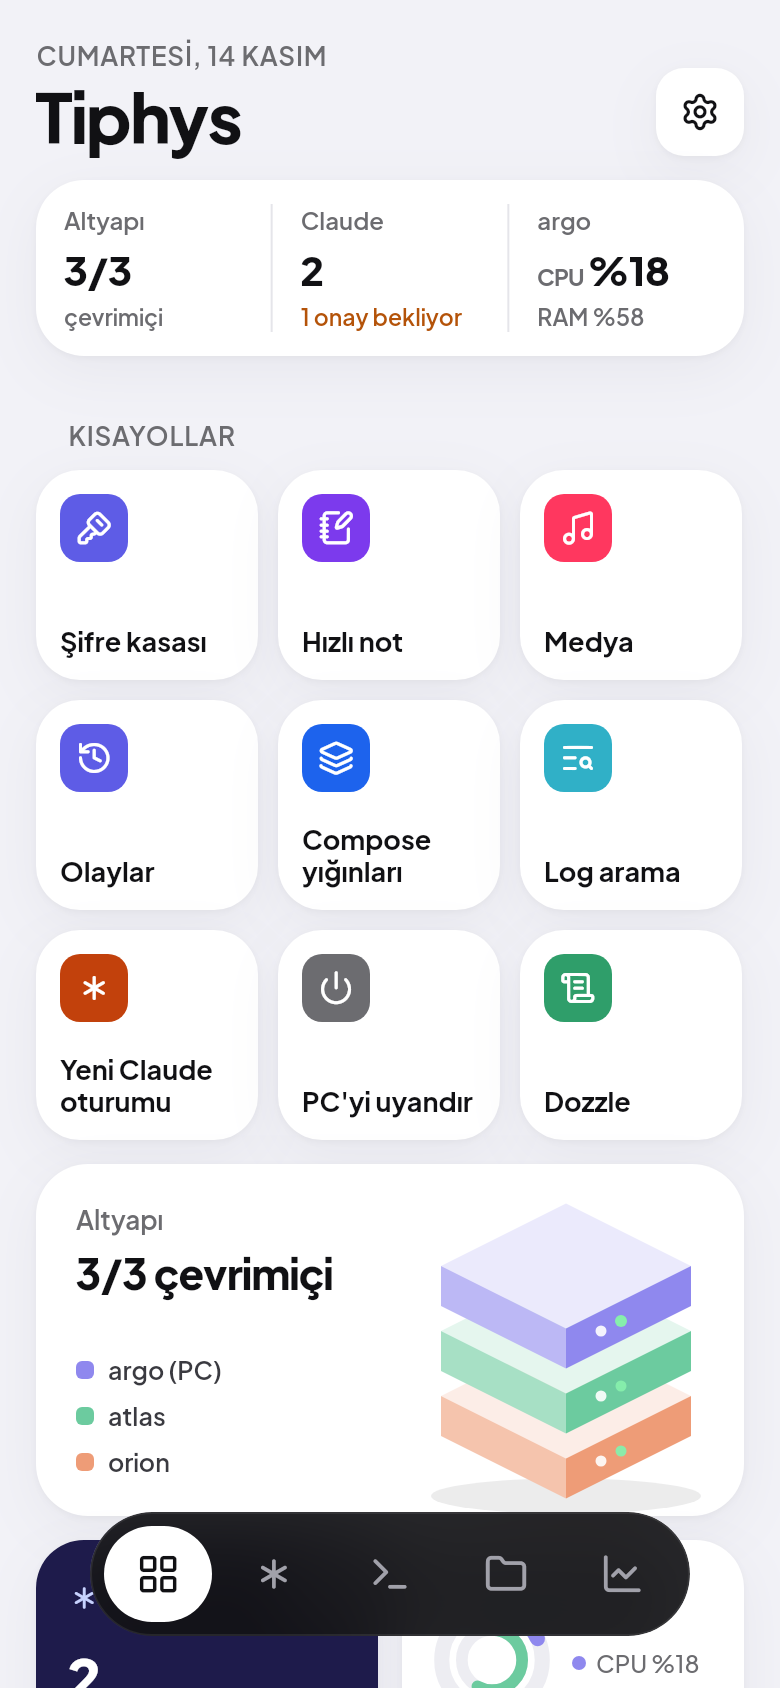 CUMARTESİ, 14 KASIM
Tiphys
Altyapı
3/3
çevrimiçi
Claude
2
1 onay bekliyor
argo
CPU %18
RAM %58
KISAYOLLAR
Şifre kasası
Hızlı not
Medya
Olaylar
Compose
yığınları
Log arama
Yeni Claude
oturumu
PC'yi uyandır
Dozzle
Altyapı
3/3 çevrimiçi
argo (PC)
atlas
orion
2
CPU %18